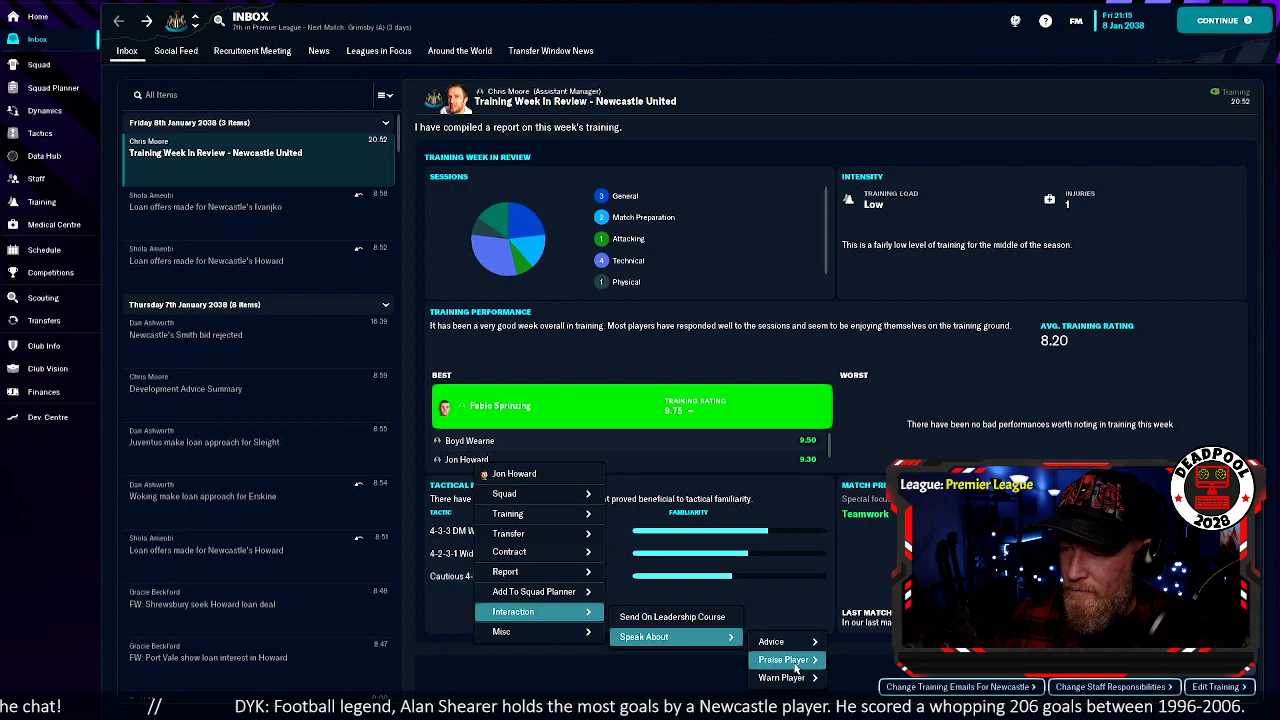 Home
Inbox
Squad
Squad Planner
Dynamics
Tactics
Data Hub
Staff
Training
Medical Centre
Schedule
Competitions
Scouting
Transfers
Club Info
Club Vision
Finances
Dev. Centre
INBOX
7th in Premier League - Next Match: Grimsby (A) (3 days)
FM
Fri 21:15
8 Jan 2038
CONTINUE
Inbox
Social Feed
Recruitment Meeting
News
Leagues in Focus
Around the World
Transfer Window News
All Items
Friday 8th January 2038 (3 items)
Chris Moore 20:52
Training Week In Review - Newcastle United
Shola Ameobi 8:58
Loan offers made for Newcastle's Ivanjko
Shola Ameobi 8:52
Loan offers made for Newcastle's Howard
Thursday 7th January 2038 (8 items)
Dan Ashworth 16:39
Newcastle's Smith bid rejected
Chris Moore 8:59
Development Advice Summary
Dan Ashworth 8:55
Juventus make loan approach for Sleight
Dan Ashworth 8:54
Woking make loan approach for Erskine
Shola Ameobi 8:51
Loan offers made for Newcastle's Howard
Gracie Beckford 8:48
FW: Shrewsbury seek Howard loan deal
Gracie Beckford 8:47
FW: Port Vale show loan interest in Howard
Chris Moore (Assistant Manager)
Training Week In Review - Newcastle United
Training
20:52
I have compiled a report on this week's training.
TRAINING WEEK IN REVIEW
SESSIONS
3 General
2 Match Preparation
1 Attacking
4 Technical
1 Physical
INTENSITY
TRAINING LOAD
Low
INJURIES
1
This is a fairly low level of training for the middle of the season.
TRAINING PERFORMANCE
It has been a very good week overall in training. Most players have responded well to the sessions and seem to be enjoying themselves on the training ground.
AVG. TRAINING RATING
8.20
BEST
Fabio Sprinzing
TRAINING RATING
9.75 -
Boyd Wearne 9.50
Jon Howard 9.30
WORST
There have been no bad performances worth noting in training this week
TACTICAL
There have
t proved beneficial to tactical familiarity.
TACTIC
FAMILIARITY
4-3-3 DM W
4-2-3-1 Wid
Cautious 4-
Jon Howard
Squad
Training
Transfer
Contract
Report
Add To Squad Planner
Interaction
Misc
Send On Leadership Course
Speak About
Advice
Praise Player
Warn Player
MATCH
Special focu
Teamwork
LAST MATCH
In our last ma
League: Premier League
DEADPOOL
2028
Change Training Emails For Newcastle
Change Staff Responsibilities
Edit Training
he chat! // DYK: Football legend, Alan Shearer holds the most goals by a Newcastle player. He scored a whopping 206 goals between 1996-2006.